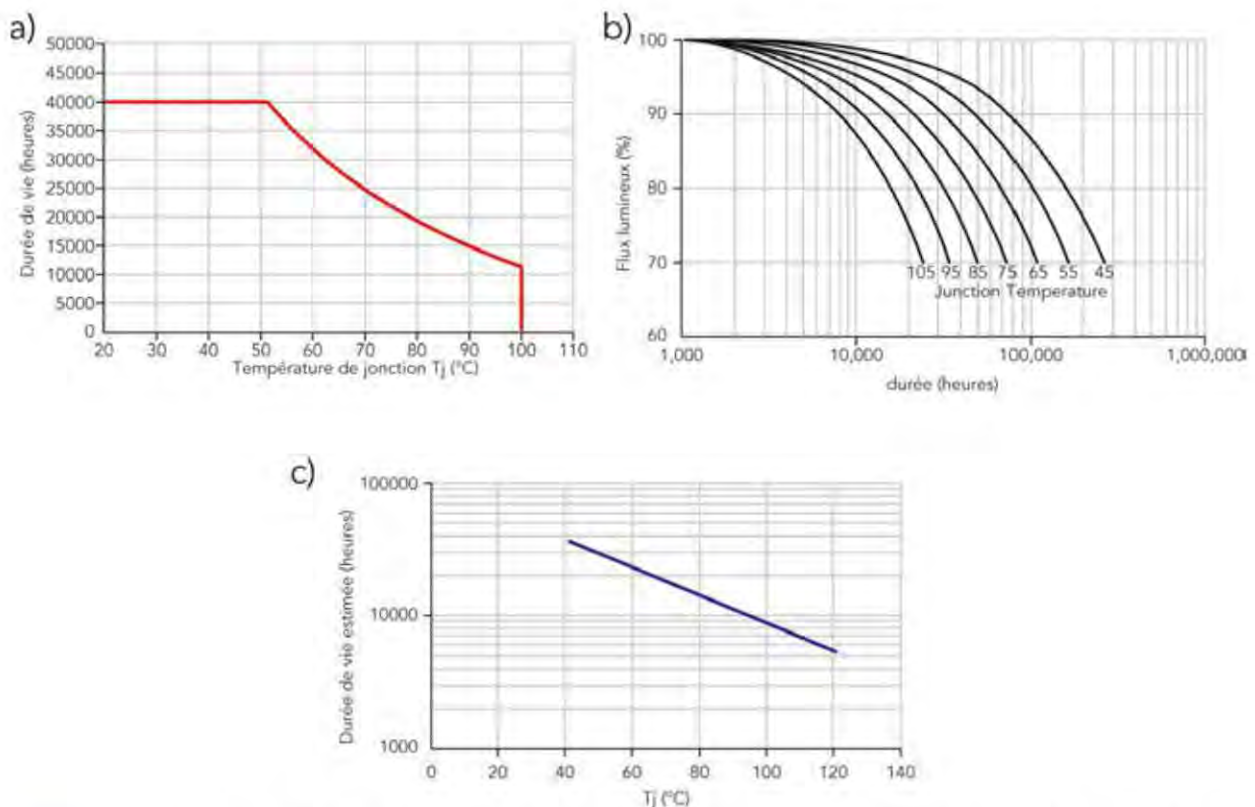 a)
50000
45000
40000
35000
30000
25000
20000
15000
10000
5000
0
Durée de vie (heures)
20 30 40 50 60 70 80 90 100 110
Température de jonction Tj (°C)
b)
100
90
80
70
60
Flux lumineux (%)
105 95 85 75 65 55 45
Junction Temperature
1,000 10,000 100,000 1,000,000
durée (heures)
c)
100000
10000
1000
Durée de vie estimée (heures)
0 20 40 60 80 100 120 140
Tj (°C)